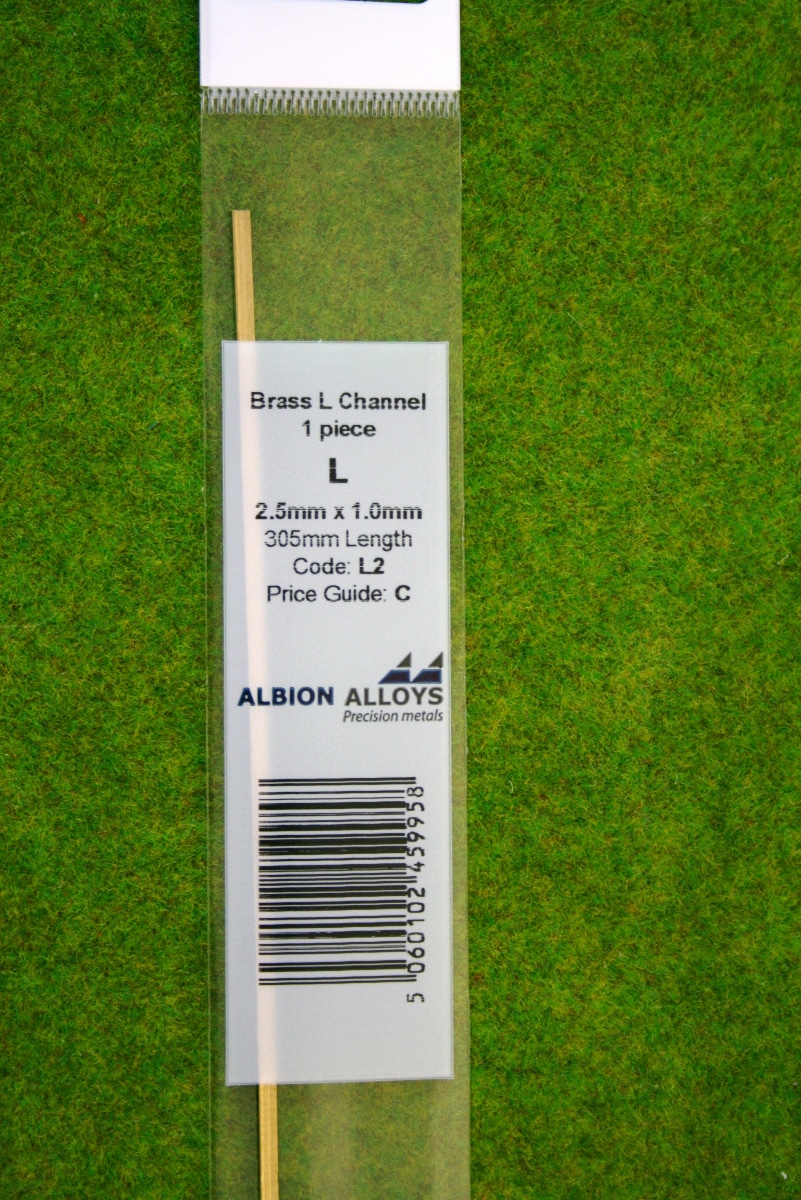 Brass L Channel
1 piece
L
2.5mm x 1.0mm
305mm Length
Code: L2
Price Guide: C
ALBION ALLOYS
Precision metals
5 060102 459958